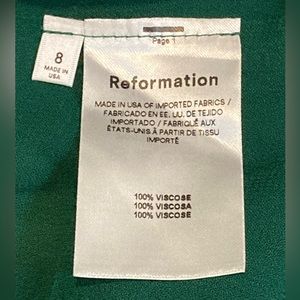 8
MADE IN
USA
Page 1
Reformation
MADE IN USA OF IMPORTED FABRICS /
FABRICADO EN EE. UU. DE TEJIDO
IMPORTADO / FABRIQUÉ AUX
ÉTATS-UNIS À PARTIR DE TISSU
IMPORTÉ
100% VISCOSE
100% VISCOSA
100% VISCOSE